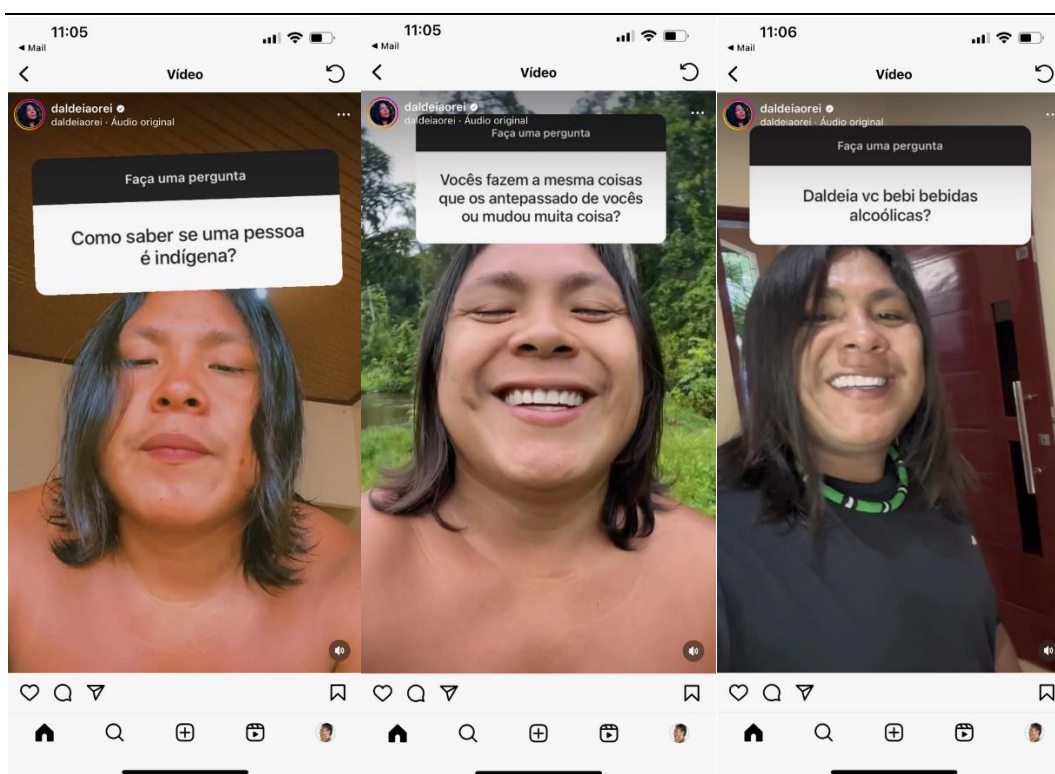 11:05
Mail
Vídeo
daldeiaorei
daldeiaorei · Áudio original
Faça uma pergunta
Como saber se uma pessoa
é indígena?
11:05
Mail
Vídeo
daldeiaorei
daldeiaorei · Áudio original
Faça uma pergunta
Vocês fazem a mesma coisas
que os antepassado de vocês
ou mudou muita coisa?
11:06
Mail
Vídeo
daldeiaorei
daldeiaorei · Áudio original
Faça uma pergunta
Daldeia vc bebi bebidas
alcoólicas?